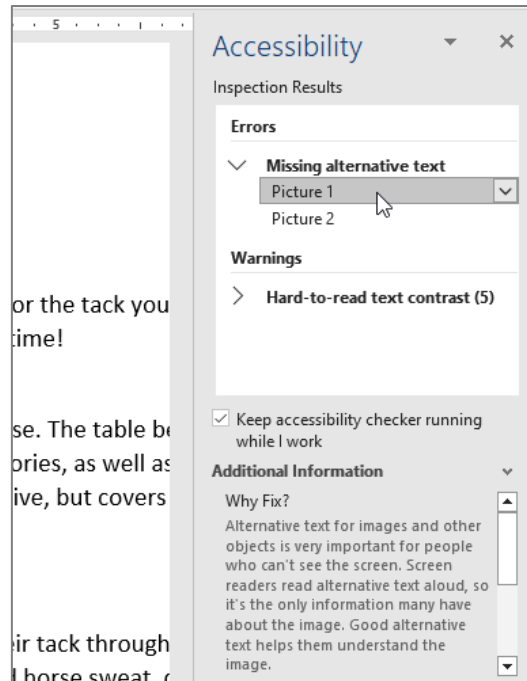 5
Accessibility
Inspection Results
Errors
Missing alternative text
Picture 1
Picture 2
Warnings
Hard-to-read text contrast (5)
or the tack you
time!
se. The table be
ories, as well as
ive, but covers
Keep accessibility checker running
while I work
Additional Information
Why Fix?
Alternative text for images and other
objects is very important for people
who can't see the screen. Screen
readers read alternative text aloud, so
it's the only information many have
about the image. Good alternative
text helps them understand the
image.
eir tack through
horse sweat,